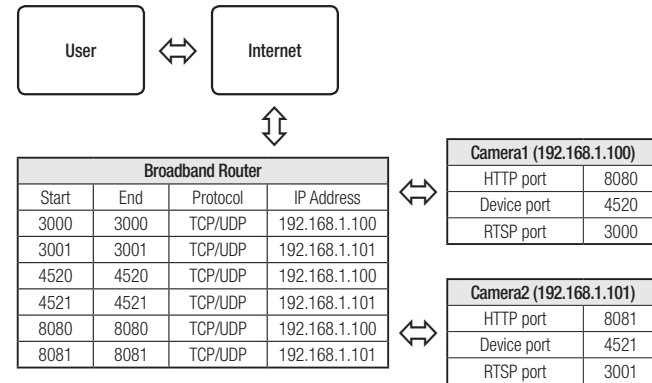 User
Internet
Broadband Router
Start End Protocol IP Address
3000 3000 TCP/UDP 192.168.1.100
3001 3001 TCP/UDP 192.168.1.101
4520 4520 TCP/UDP 192.168.1.100
4521 4521 TCP/UDP 192.168.1.101
8080 8080 TCP/UDP 192.168.1.100
8081 8081 TCP/UDP 192.168.1.101
Camera1 (192.168.1.100)
HTTP port 8080
Device port 4520
RTSP port 3000
Camera2 (192.168.1.101)
HTTP port 8081
Device port 4521
RTSP port 3001